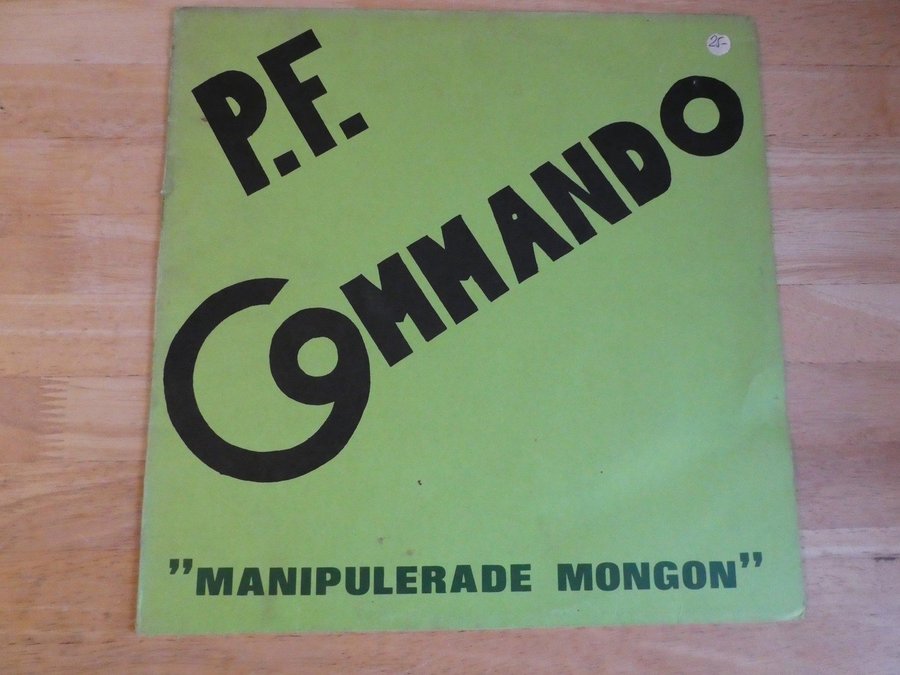 25-
P.F.
COMMANDO
"MANIPULERADE MONGON"